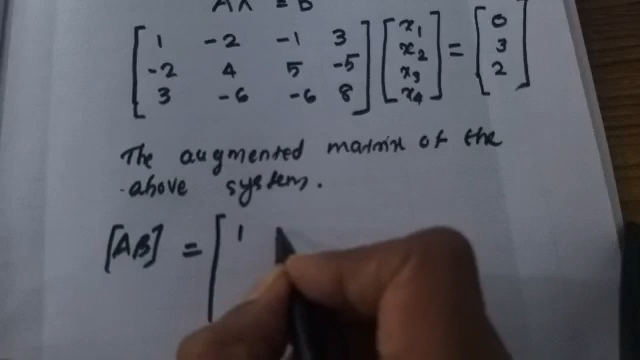 AX = B
[1 -2 -1 3] [x1] = [0]
[-2 4 5 -5] [x2] [3]
[3 -6 -6 8] [x3] [2]
[x4]
The augmented matrix of the
above system.
[AB] = [1